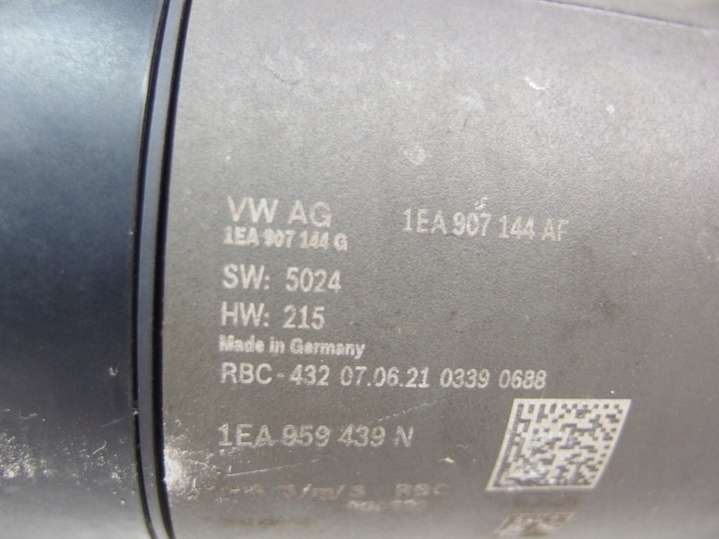 VW AG 1EA 907 144 AF
1EA 907 144 G
SW: 5024
HW: 215
Made in Germany
RBC-432 07.06.21 0339 0688
1EA 959 439 N
RBC